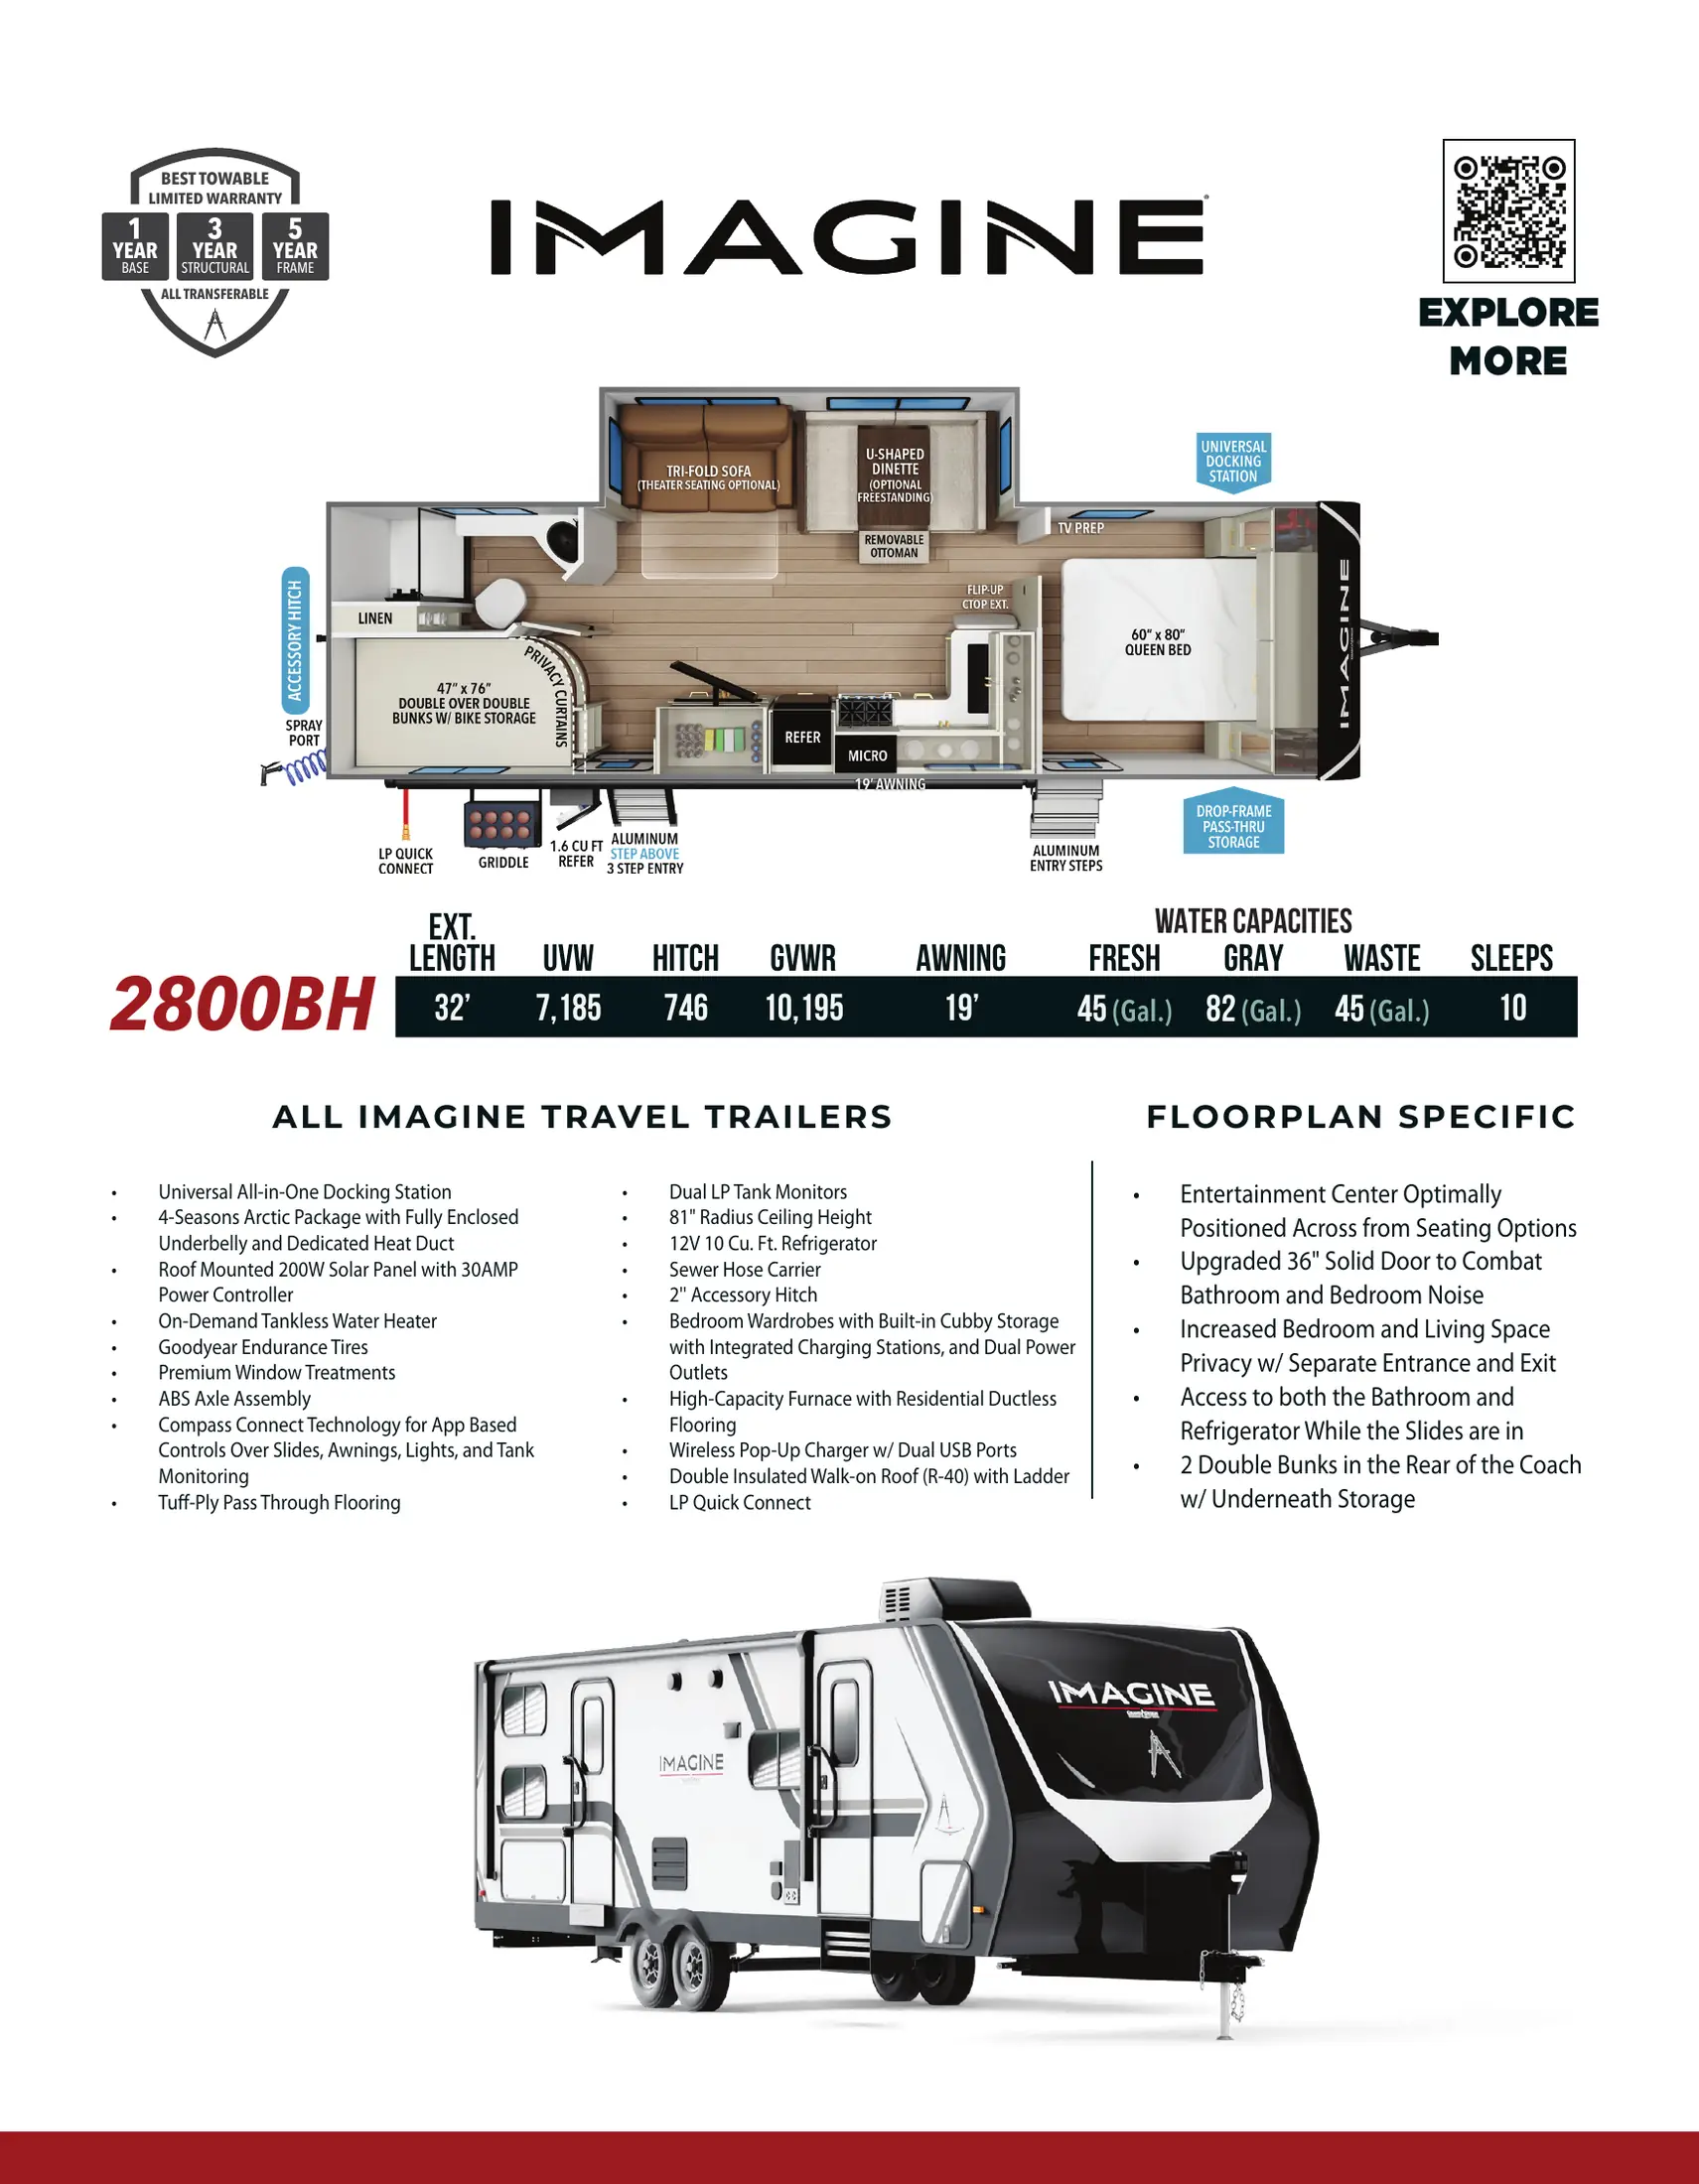 BEST TOWABLE
LIMITED WARRANTY
1 YEAR BASE
3 YEAR STRUCTURAL
5 YEAR FRAME
ALL TRANSFERABLE
IMAGINE®
EXPLORE
MORE
TRI-FOLD SOFA
(THEATER SEATING OPTIONAL)
U-SHAPED
DINETTE
(OPTIONAL
FREESTANDING)
REMOVABLE
OTTOMAN
UNIVERSAL
DOCKING
STATION
TV PREP
FLIP-UP
CTOP EXT.
LINEN
ACCESSORY HITCH
SPRAY
PORT
47" x 76"
DOUBLE OVER DOUBLE
BUNKS W/ BIKE STORAGE
PRIVACY CURTAINS
60" x 80"
QUEEN BED
IMAGINE
IMAGINE
REFER
MICRO
19' AWNING
LP QUICK
CONNECT
GRIDDLE
1.6 CU FT
REFER
ALUMINUM
STEP ABOVE
3 STEP ENTRY
ALUMINUM
ENTRY STEPS
DROP-FRAME
PASS-THRU
STORAGE
WATER CAPACITIES
EXT.
LENGTH UVW HITCH GVWR AWNING FRESH GRAY WASTE SLEEPS
2800BH 32' 7,185 746 10,195 19' 45 (Gal.) 82 (Gal.) 45 (Gal.) 10
ALL IMAGINE TRAVEL TRAILERS
• Universal All-in-One Docking Station
• 4-Seasons Arctic Package with Fully Enclosed
Underbelly and Dedicated Heat Duct
• Roof Mounted 200W Solar Panel with 30AMP
Power Controller
• On-Demand Tankless Water Heater
• Goodyear Endurance Tires
• Premium Window Treatments
• ABS Axle Assembly
• Compass Connect Technology for App Based
Controls Over Slides, Awnings, Lights, and Tank
Monitoring
• Tuff-Ply Pass Through Flooring
• Dual LP Tank Monitors
• 81" Radius Ceiling Height
• 12V 10 Cu. Ft. Refrigerator
• Sewer Hose Carrier
• 2" Accessory Hitch
• Bedroom Wardrobes with Built-in Cubby Storage
with Integrated Charging Stations, and Dual Power
Outlets
• High-Capacity Furnace with Residential Ductless
Flooring
• Wireless Pop-Up Charger w/ Dual USB Ports
• Double Insulated Walk-on Roof (R-40) with Ladder
• LP Quick Connect
FLOORPLAN SPECIFIC
• Entertainment Center Optimally
Positioned Across from Seating Options
• Upgraded 36" Solid Door to Combat
Bathroom and Bedroom Noise
• Increased Bedroom and Living Space
Privacy w/ Separate Entrance and Exit
• Access to both the Bathroom and
Refrigerator While the Slides are in
• 2 Double Bunks in the Rear of the Coach
w/ Underneath Storage
IMAGINE
IMAGINE